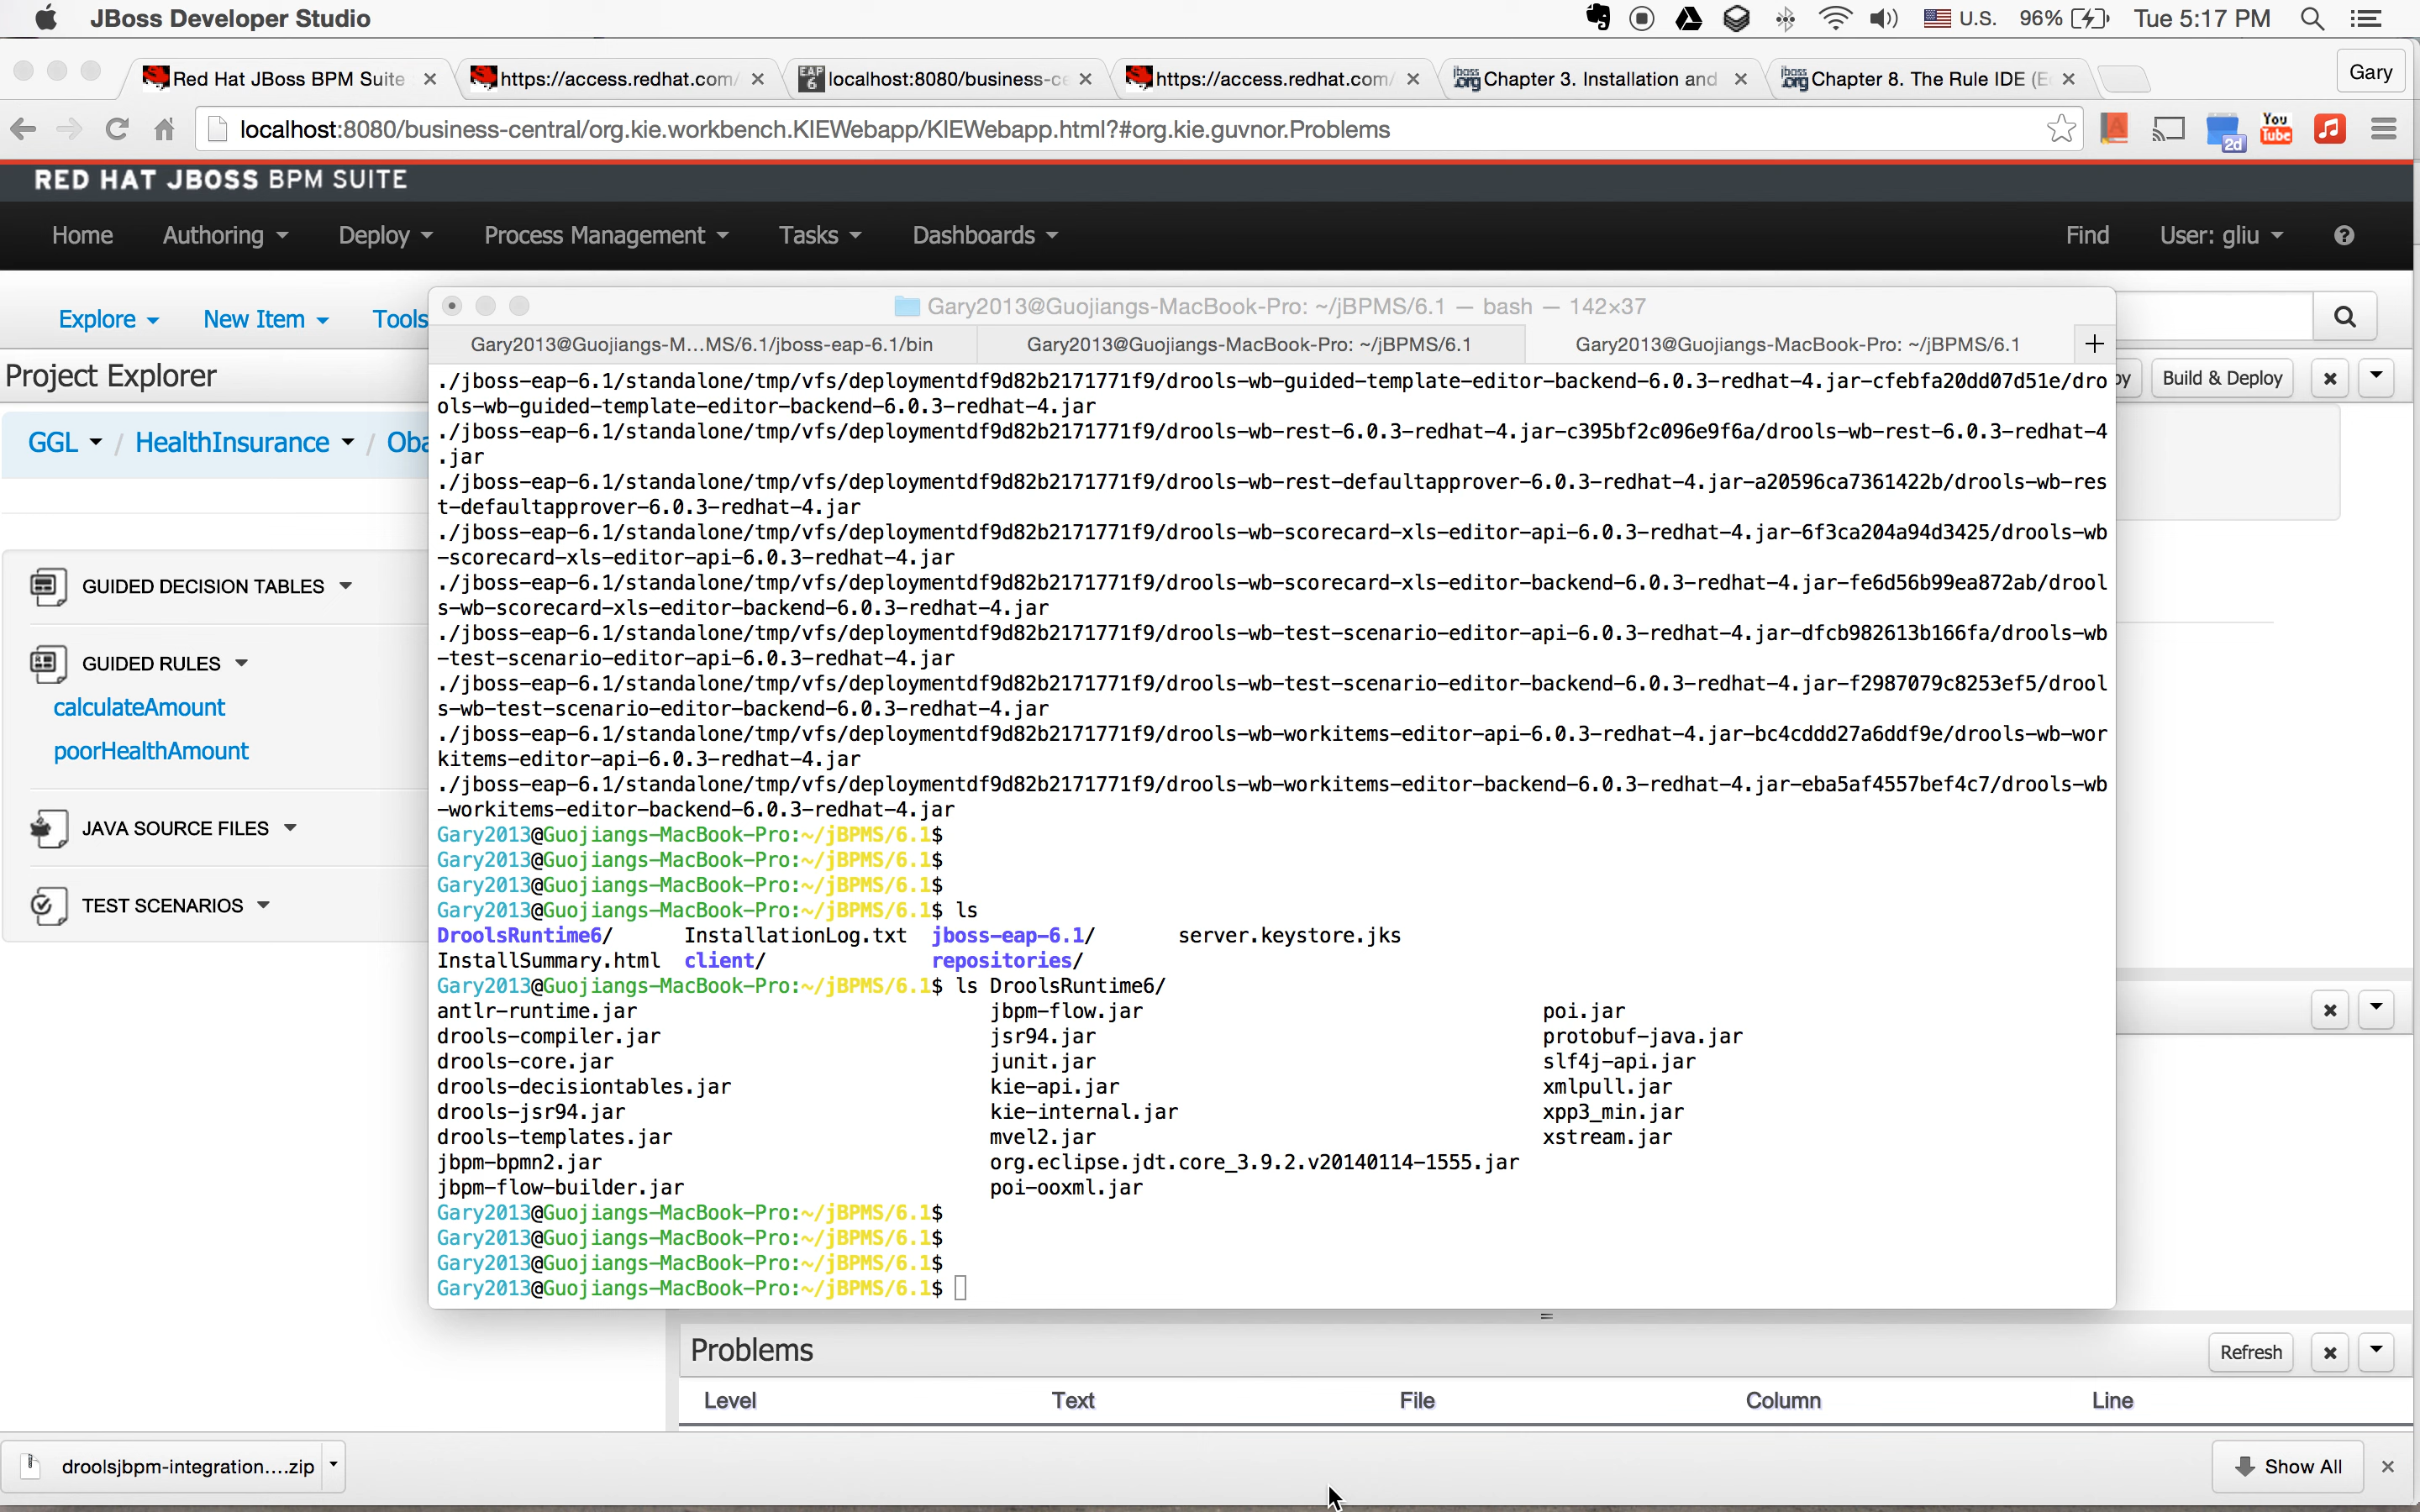 JBoss Developer Studio
U.S. 96% Tue 5:17 PM
Red Hat JBoss BPM Suite
https://access.redhat.com/
EAP 6 localhost:8080/business-ce
https://access.redhat.com/
jboss .org Chapter 3. Installation and
jboss .org Chapter 8. The Rule IDE (E
Gary
localhost:8080/business-central/org.kie.workbench.KIEWebapp/KIEWebapp.html?#org.kie.guvnor.Problems
2d
You Tube
RED HAT JBOSS BPM SUITE
Home Authoring Deploy Process Management Tasks Dashboards Find User: gliu ?
Explore New Item Tools
Project Explorer
Build & Deploy
GGL / HealthInsurance / Oba
GUIDED DECISION TABLES
GUIDED RULES
calculateAmount
poorHealthAmount
JAVA SOURCE FILES
TEST SCENARIOS
Gary2013@Guojiangs-MacBook-Pro: ~/jBPMS/6.1 — bash — 142×37
Gary2013@Guojiangs-M...MS/6.1/jboss-eap-6.1/bin
Gary2013@Guojiangs-MacBook-Pro: ~/jBPMS/6.1
Gary2013@Guojiangs-MacBook-Pro: ~/jBPMS/6.1
./jboss-eap-6.1/standalone/tmp/vfs/deploymentdf9d82b2171771f9/drools-wb-guided-template-editor-backend-6.0.3-redhat-4.jar-cfebfa20dd07d51e/dro
ols-wb-guided-template-editor-backend-6.0.3-redhat-4.jar
./jboss-eap-6.1/standalone/tmp/vfs/deploymentdf9d82b2171771f9/drools-wb-rest-6.0.3-redhat-4.jar-c395bf2c096e9f6a/drools-wb-rest-6.0.3-redhat-4
.jar
./jboss-eap-6.1/standalone/tmp/vfs/deploymentdf9d82b2171771f9/drools-wb-rest-defaultapprover-6.0.3-redhat-4.jar-a20596ca7361422b/drools-wb-res
t-defaultapprover-6.0.3-redhat-4.jar
./jboss-eap-6.1/standalone/tmp/vfs/deploymentdf9d82b2171771f9/drools-wb-scorecard-xls-editor-api-6.0.3-redhat-4.jar-6f3ca204a94d3425/drools-wb
-scorecard-xls-editor-api-6.0.3-redhat-4.jar
./jboss-eap-6.1/standalone/tmp/vfs/deploymentdf9d82b2171771f9/drools-wb-scorecard-xls-editor-backend-6.0.3-redhat-4.jar-fe6d56b99ea872ab/drool
s-wb-scorecard-xls-editor-backend-6.0.3-redhat-4.jar
./jboss-eap-6.1/standalone/tmp/vfs/deploymentdf9d82b2171771f9/drools-wb-test-scenario-editor-api-6.0.3-redhat-4.jar-dfcb982613b166fa/drools-wb
-test-scenario-editor-api-6.0.3-redhat-4.jar
./jboss-eap-6.1/standalone/tmp/vfs/deploymentdf9d82b2171771f9/drools-wb-test-scenario-editor-backend-6.0.3-redhat-4.jar-f2987079c8253ef5/drool
s-wb-test-scenario-editor-backend-6.0.3-redhat-4.jar
./jboss-eap-6.1/standalone/tmp/vfs/deploymentdf9d82b2171771f9/drools-wb-workitems-editor-api-6.0.3-redhat-4.jar-bc4cddd27a6ddf9e/drools-wb-wor
kitems-editor-api-6.0.3-redhat-4.jar
./jboss-eap-6.1/standalone/tmp/vfs/deploymentdf9d82b2171771f9/drools-wb-workitems-editor-backend-6.0.3-redhat-4.jar-eba5af4557bef4c7/drools-wb
-workitems-editor-backend-6.0.3-redhat-4.jar
Gary2013@Guojiangs-MacBook-Pro:~/jBPMS/6.1$
Gary2013@Guojiangs-MacBook-Pro:~/jBPMS/6.1$
Gary2013@Guojiangs-MacBook-Pro:~/jBPMS/6.1$
Gary2013@Guojiangs-MacBook-Pro:~/jBPMS/6.1$ ls
DroolsRuntime6/ InstallationLog.txt jboss-eap-6.1/ server.keystore.jks
InstallSummary.html client/ repositories/
Gary2013@Guojiangs-MacBook-Pro:~/jBPMS/6.1$ ls DroolsRuntime6/
antlr-runtime.jar jbpm-flow.jar poi.jar
drools-compiler.jar jsr94.jar protobuf-java.jar
drools-core.jar junit.jar slf4j-api.jar
drools-decisiontables.jar kie-api.jar xmlpull.jar
drools-jsr94.jar kie-internal.jar xpp3_min.jar
drools-templates.jar mvel2.jar xstream.jar
jbpm-bpmn2.jar org.eclipse.jdt.core_3.9.2.v20140114-1555.jar
jbpm-flow-builder.jar poi-ooxml.jar
Gary2013@Guojiangs-MacBook-Pro:~/jBPMS/6.1$
Gary2013@Guojiangs-MacBook-Pro:~/jBPMS/6.1$
Gary2013@Guojiangs-MacBook-Pro:~/jBPMS/6.1$
Gary2013@Guojiangs-MacBook-Pro:~/jBPMS/6.1$
Problems
Refresh
Level Text File Column Line
droolsjbpm-integration....zip
Show All